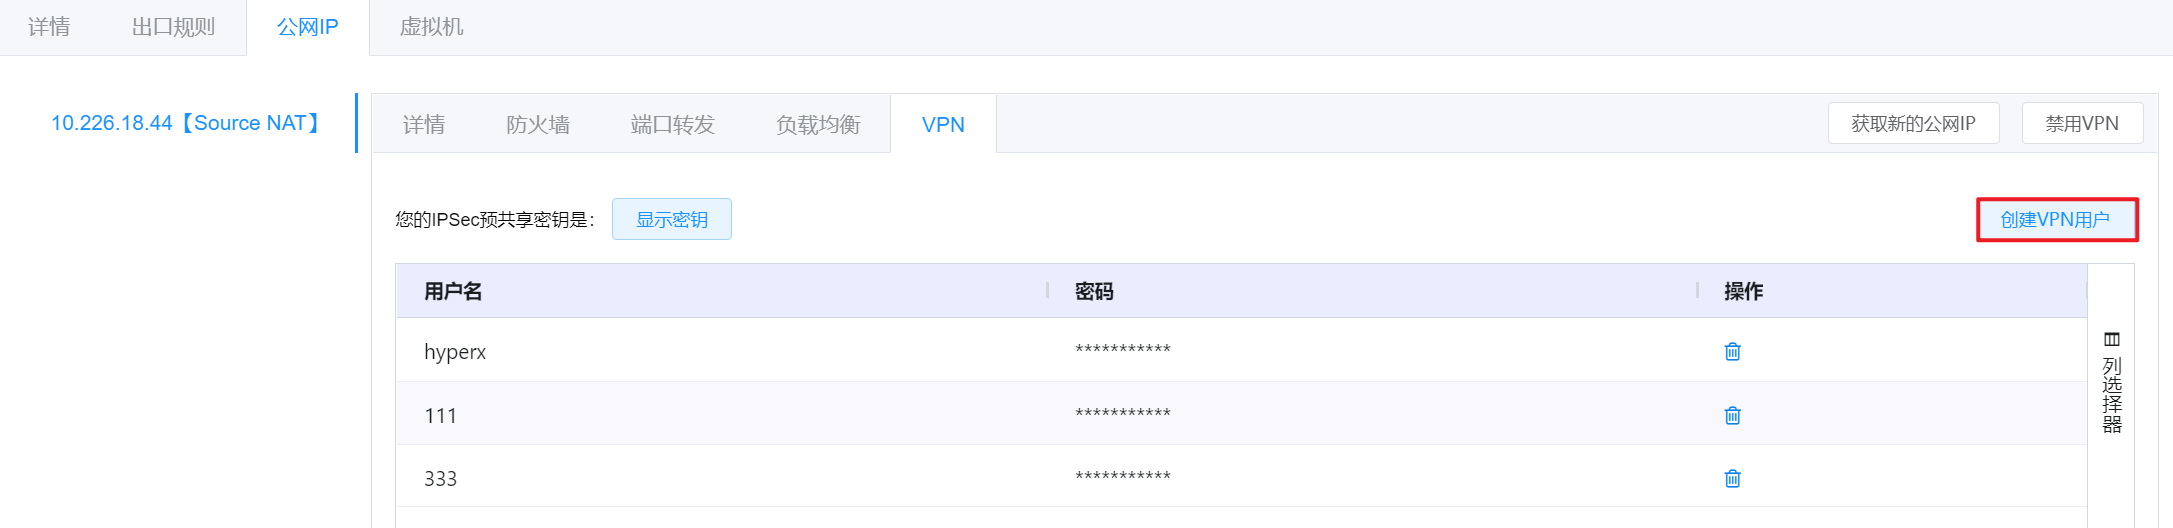 详情 出口规则 公网IP 虚拟机
10.226.18.44【Source NAT】
详情 防火墙 端口转发 负载均衡 VPN 获取新的公网IP 禁用VPN
您的IPSec预共享密钥是： 显示密钥 创建VPN用户
用户名 密码 操作
hyperx ***********
111 ***********
333 ***********
列选择器